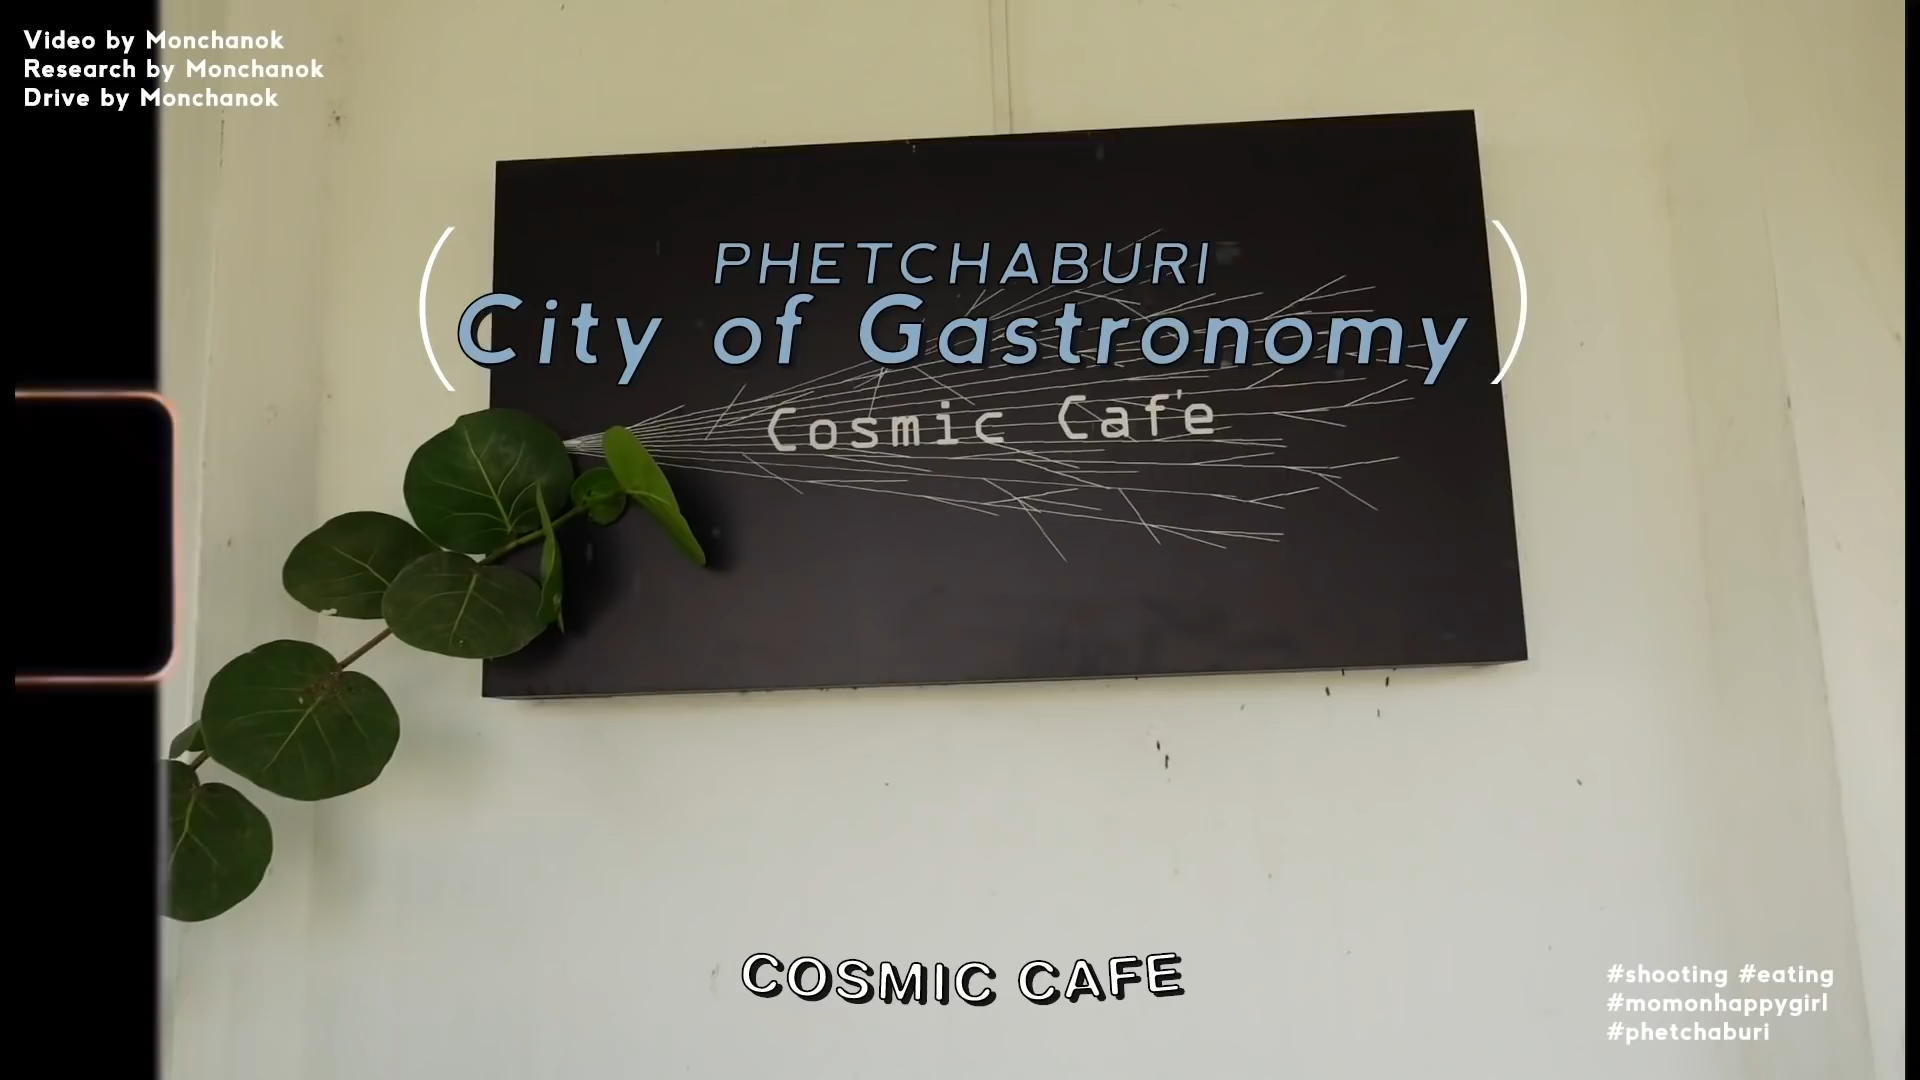 Video by Monchanok
Research by Monchanok
Drive by Monchanok
PHETCHABURI
(City of Gastronomy)
Cosmic Cafe
COSMIC CAFE
#shooting #eating
#momonhappygirl
#phetchaburi